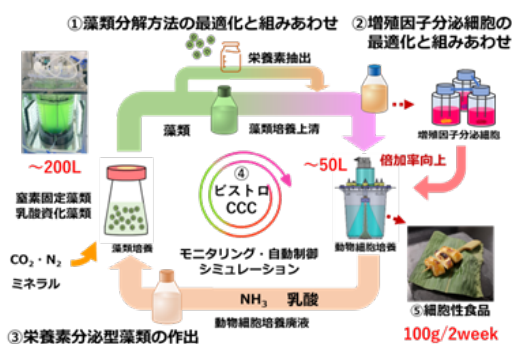 ①藻類分解方法の最適化と組みあわせ
②増殖因子分泌細胞の
最適化と組みあわせ
栄養素抽出
藻類
藻類培養上清
増殖因子分泌細胞
～200L
窒素固定藻類
乳酸資化藻類
④
ビストロ
CCC
～50L
倍加率向上
藻類培養
動物細胞培養
モニタリング・自動制御
シミュレーション
CO₂・N₂
ミネラル
NH₃ 乳酸
動物細胞培養廃液
⑤細胞性食品
100g/2week
③栄養素分泌型藻類の作出